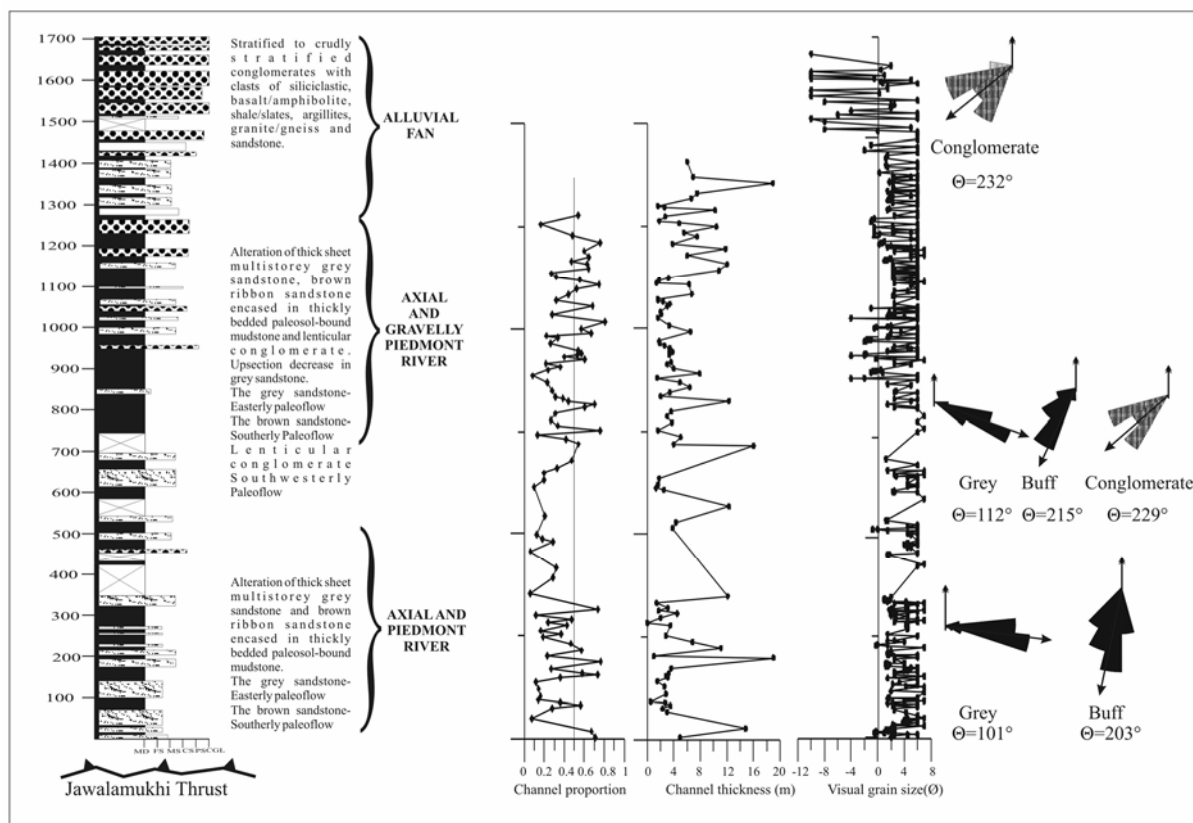 1700
1600
1500
1400
1300
1200
1100
1000
900
800
700
600
500
400
300
200
100
MD FS MS CS PSCGL
Jawalamukhi Thrust
Stratified to crudly
stratified
conglomerates with
clasts of siliciclastic,
basalt/amphibolite,
shale/slates, argillites,
granite/gneiss and
sandstone.
ALLUVIAL
FAN
Alteration of thick sheet
multistorey grey
sandstone, brown
ribbon sandstone
encased in thickly
bedded paleosol-bound
mudstone and lenticular
conglomerate.
Upsection decrease in
grey sandstone.
The grey sandstone-
Easterly paleoflow
The brown sandstone-
Southerly Paleoflow
Lenticular
conglomerate
Southwesterly
Paleoflow
AXIAL
AND
GRAVELLY
PIEDMONT
RIVER
Alteration of thick sheet
multistorey grey
sandstone and brown
ribbon sandstone
encased in thickly
bedded paleosol-bound
mudstone.
The grey sandstone-
Easterly paleoflow
The brown sandstone-
Southerly paleoflow
AXIAL AND
PIEDMONT
RIVER
0 0.2 0.4 0.6 0.8 1
Channel proportion
0 4 8 12 16 20
Channel thickness (m)
-12 -8 -4 0 4 8
Visual grain size(Ø)
Conglomerate
Θ=232°
Grey Buff Conglomerate
Θ=112° Θ=215° Θ=229°
Grey Buff
Θ=101° Θ=203°